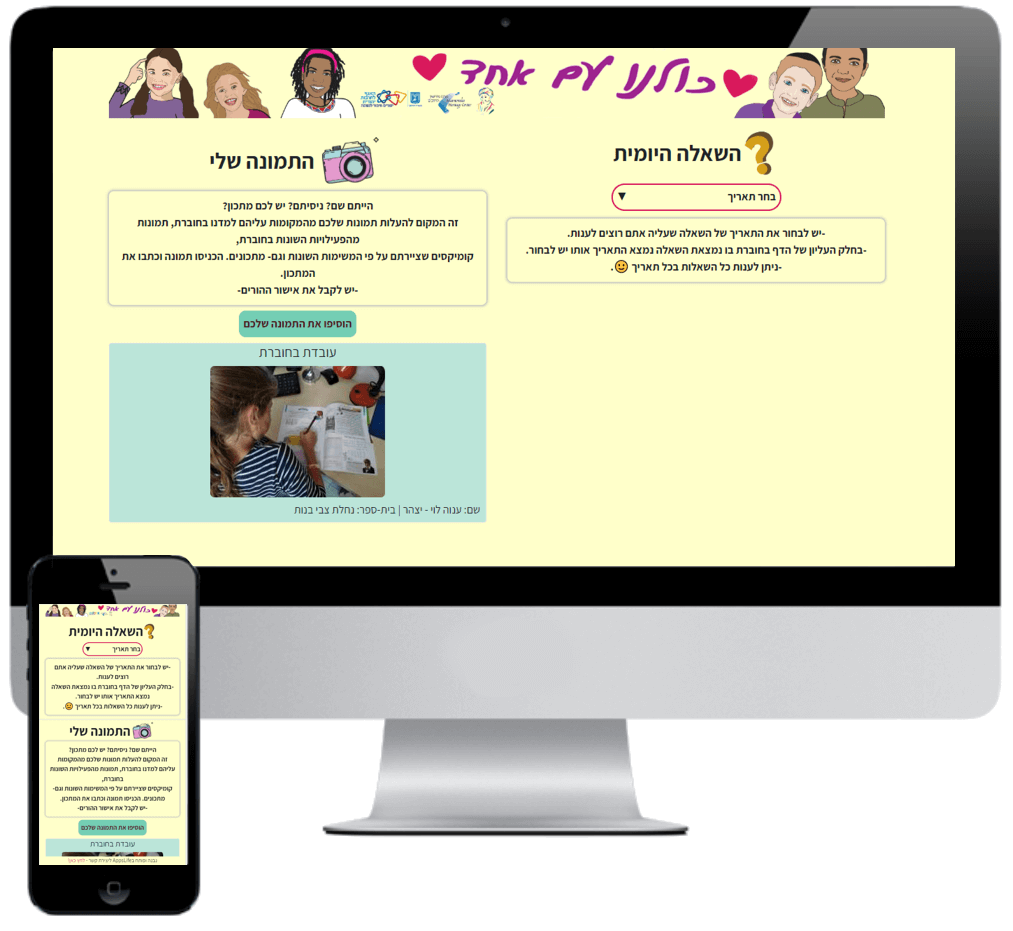 כולנו עם אחד
השאלה היומית
בחר תאריך ▼
-יש לבחור את התאריך של השאלה שעליה אתם רוצים לענות.
-בחלק העליון של הדף בחוברת בו נמצאת השאלה נמצא התאריך אותו יש לבחור.
-ניתן לענות כל השאלות בכל תאריך 🙂.
התמונה שלי
הייתם שם? ניסיתם? יש לכם מתכון?
זה המקום להעלות תמונות שלכם מהמקומות עליהם למדנו בחוברת, תמונות
מהפעילויות השונות בחוברת,
קומיקסים שציירתם על פי המשימות השונות וגם- מתכונים. הכניסו תמונה וכתבו את
המתכון.
-יש לקבל את אישור ההורים-
הוסיפו את התמונה שלכם
עובדת בחוברת
שם: ענוה לוי - יצהר | בית-ספר: נחלת צבי בנות
כולנו עם אחד
השאלה היומית
בחר תאריך ▼
-יש לבחור את התאריך של השאלה שעליה אתם
רוצים לענות.
-בחלק העליון של הדף בחוברת בו נמצאת השאלה
נמצא התאריך אותו יש לבחור.
-ניתן לענות כל השאלות בכל תאריך 🙂.
התמונה שלי
הייתם שם? ניסיתם? יש לכם מתכון?
זה המקום להעלות תמונות שלכם מהמקומות
עליהם למדנו בחוברת, תמונות מהפעילויות השונות
בחוברת,
קומיקסים שציירתם על פי המשימות השונות וגם-
מתכונים. הכניסו תמונה וכתבו את המתכון.
-יש לקבל את אישור ההורים-
הוסיפו את התמונה שלכם
עובדת בחוברת